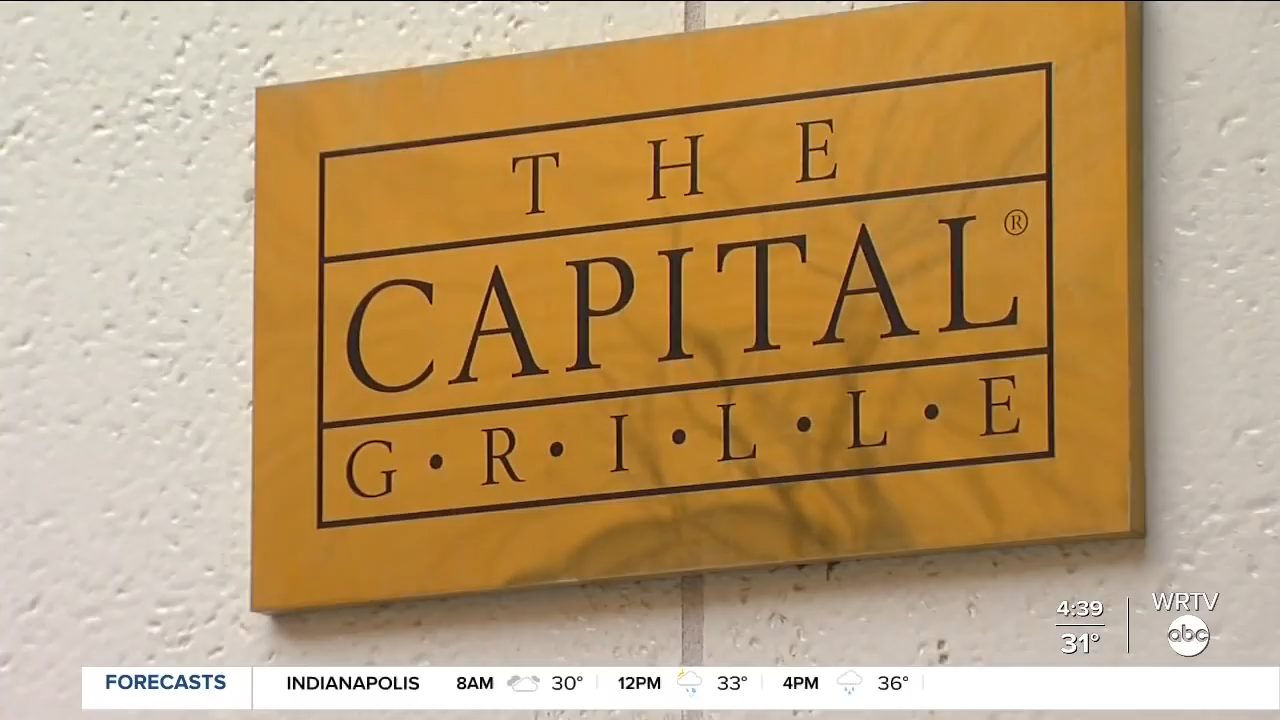 THE
CAPITAL®
G•R•I•L•L•E
4:39
31°
WRTV
abc
FORECASTS INDIANAPOLIS 8AM 30° 12PM 33° 4PM 36°